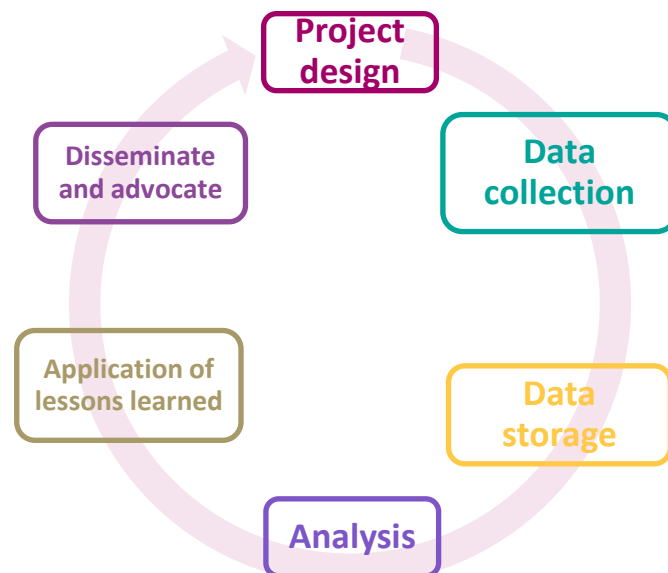 Project
design
Data
collection
Data
storage
Analysis
Application of
lessons learned
Disseminate
and advocate